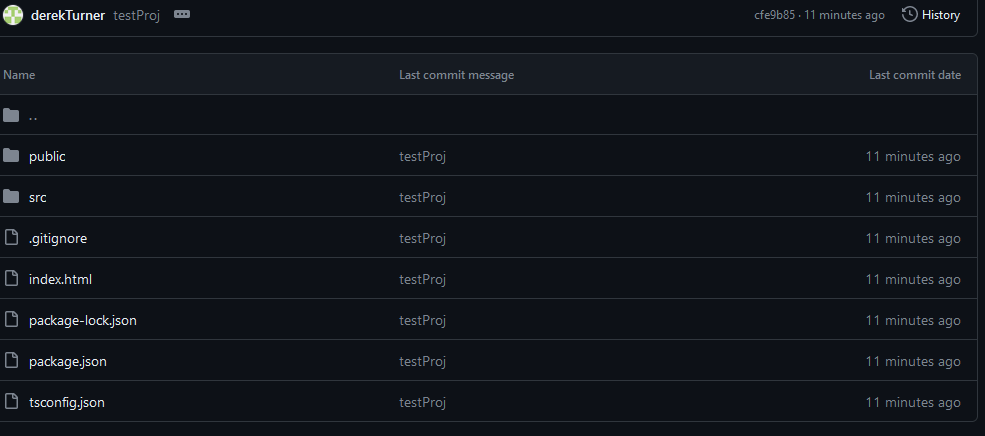 derekTurner testProj ... cfe9b85 · 11 minutes ago History
Name Last commit message Last commit date
..
public testProj 11 minutes ago
src testProj 11 minutes ago
.gitignore testProj 11 minutes ago
index.html testProj 11 minutes ago
package-lock.json testProj 11 minutes ago
package.json testProj 11 minutes ago
tsconfig.json testProj 11 minutes ago